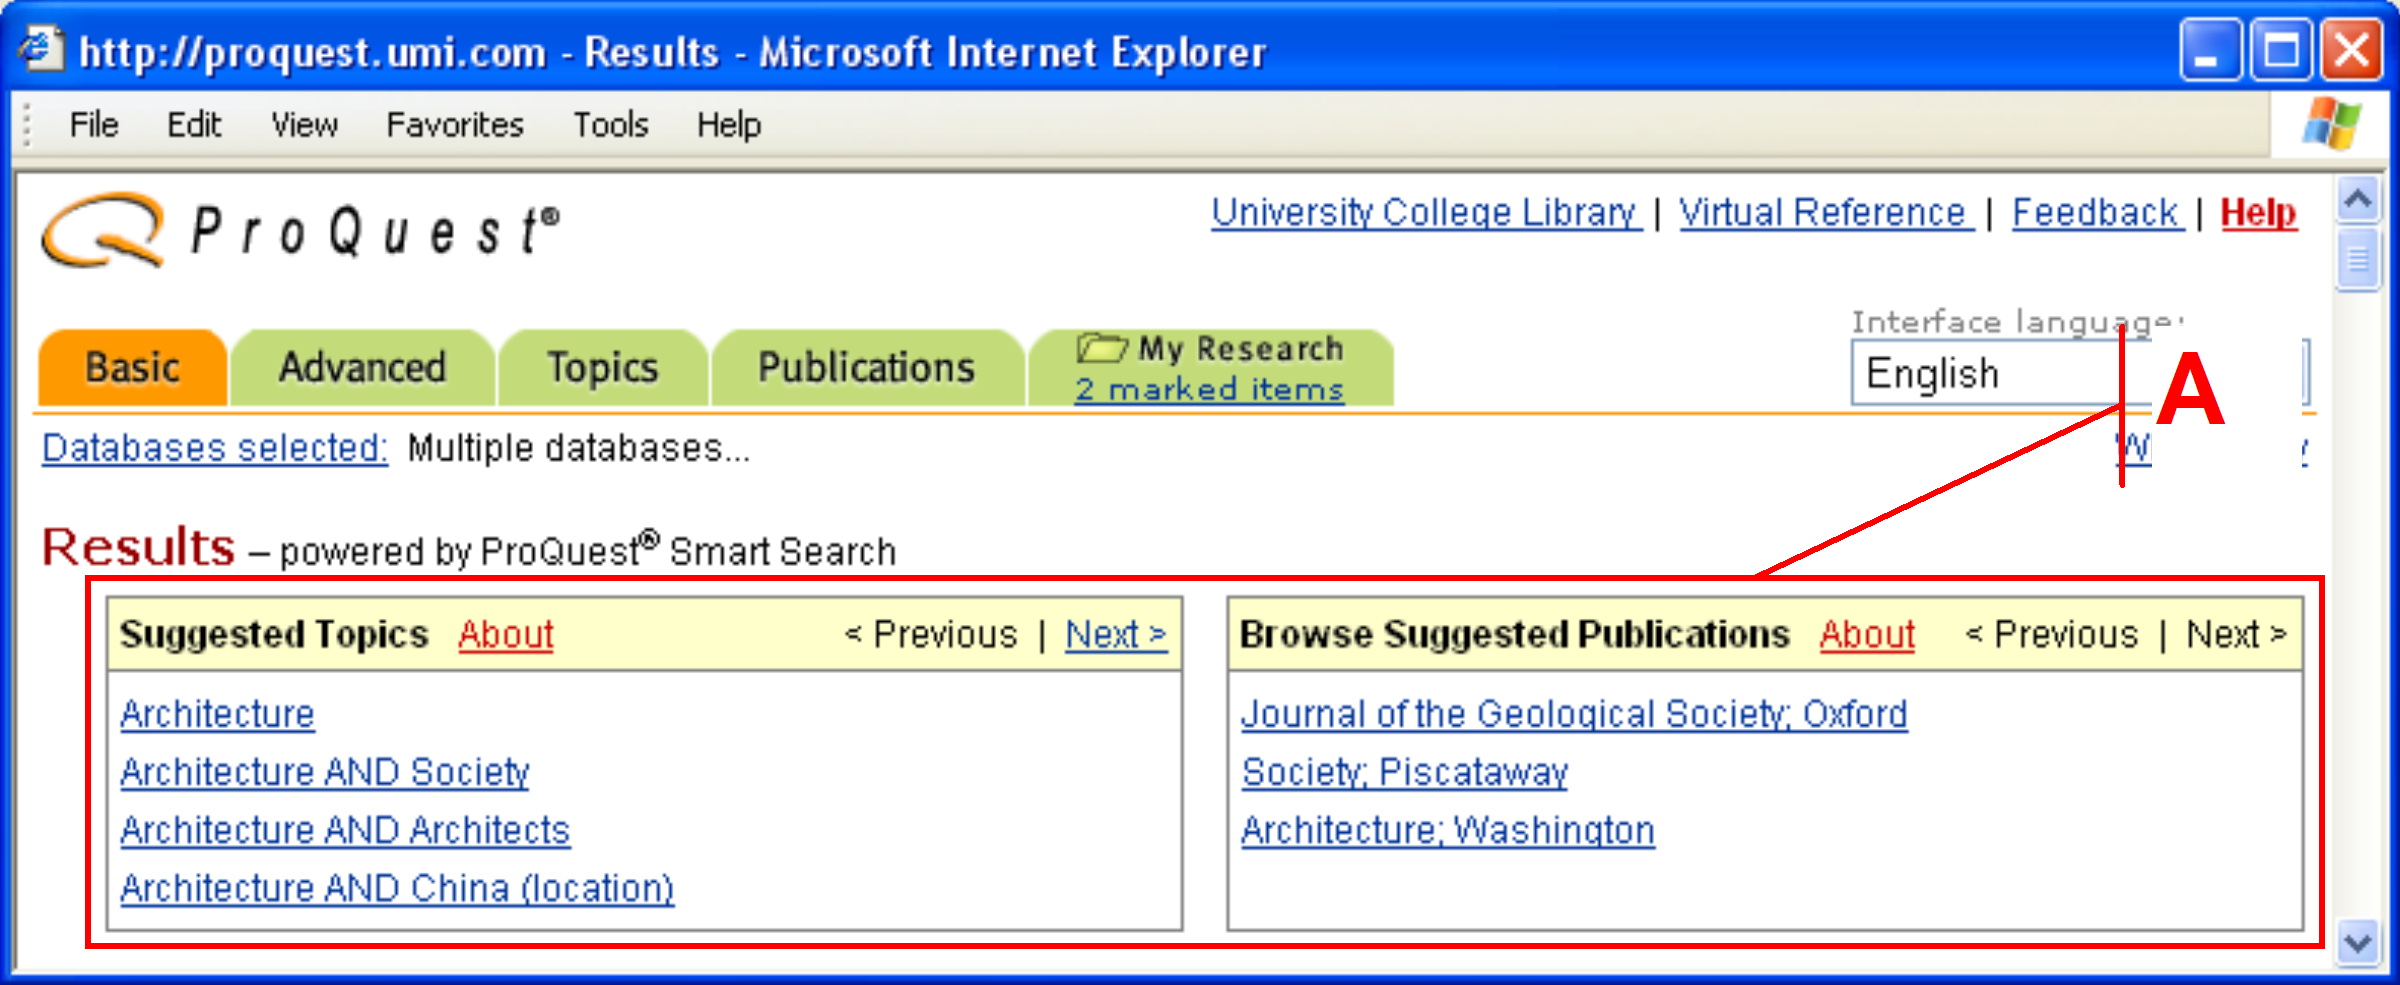 http://proquest.umi.com - Results - Microsoft Internet Explorer
File Edit View Favorites Tools Help
ProQuest®
University College Library | Virtual Reference | Feedback | Help
Interface language:
Basic Advanced Topics Publications My Research
2 marked items
English
A
Databases selected: Multiple databases...
Results – powered by ProQuest® Smart Search
Suggested Topics About < Previous | Next >
Architecture
Architecture AND Society
Architecture AND Architects
Architecture AND China (location)
Browse Suggested Publications About < Previous | Next >
Journal of the Geological Society; Oxford
Society; Piscataway
Architecture; Washington